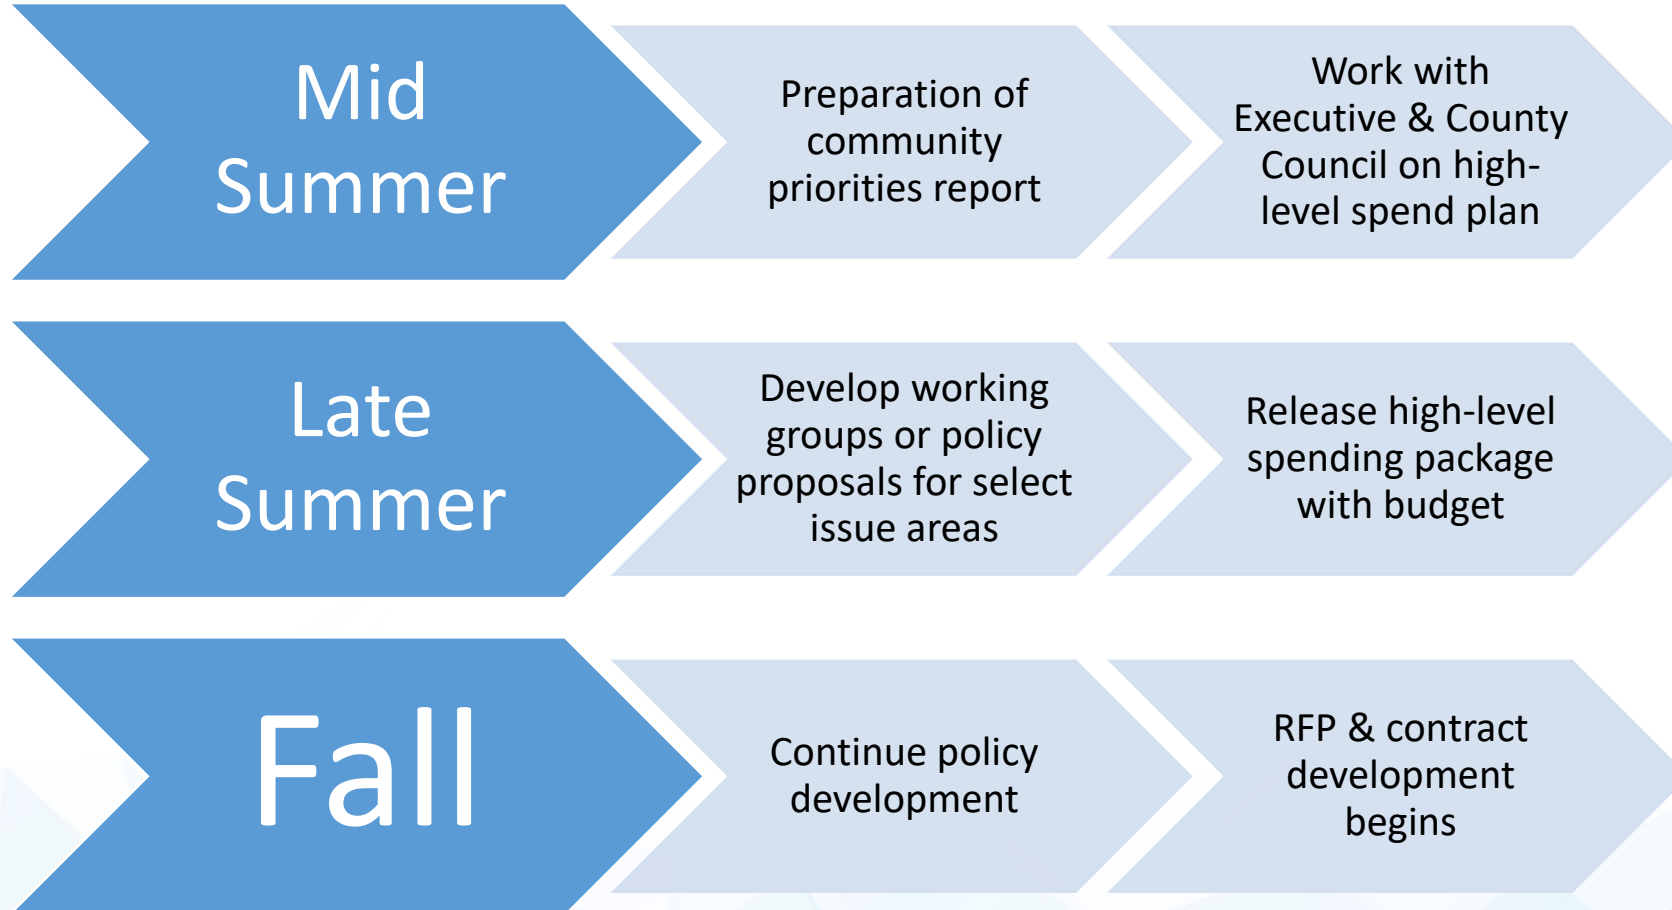 Mid
Summer
Preparation of
community
priorities report
Work with
Executive & County
Council on high-
level spend plan
Late
Summer
Develop working
groups or policy
proposals for select
issue areas
Release high-level
spending package
with budget
Fall
Continue policy
development
RFP & contract
development
begins